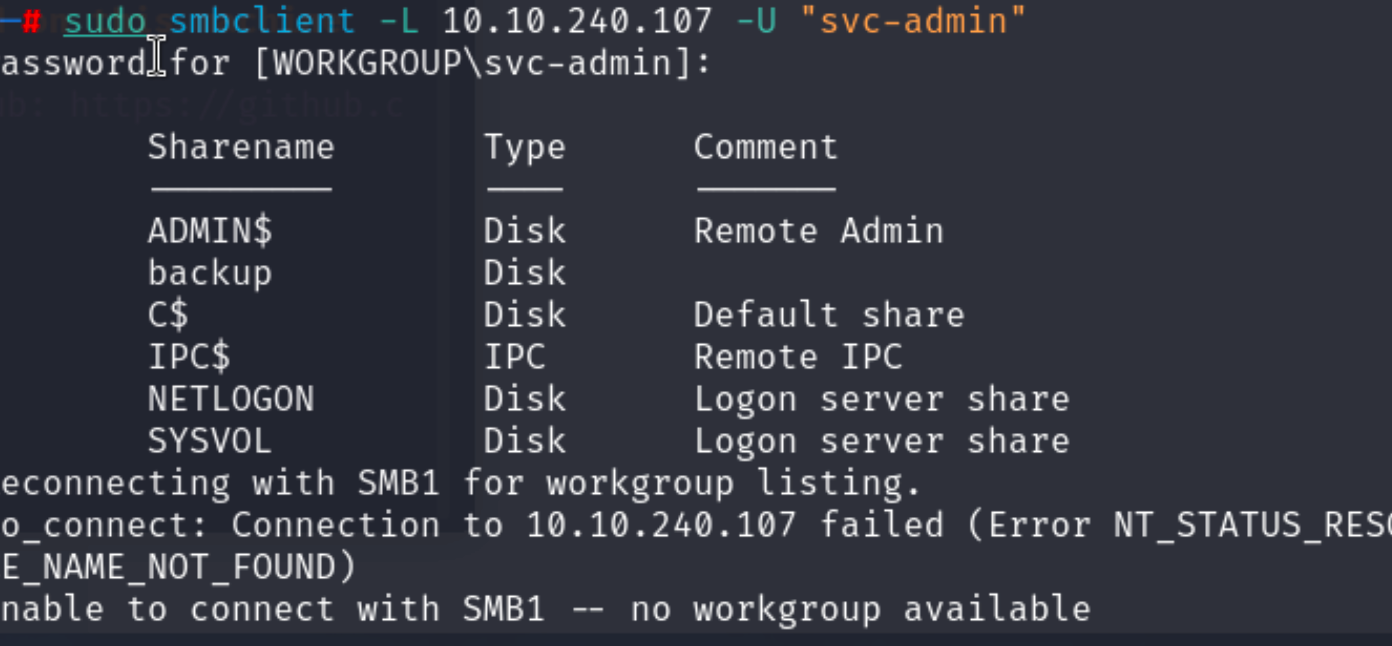 ─# sudo smbclient -L 10.10.240.107 -U "svc-admin"
assword for [WORKGROUP\svc-admin]:
ob: https://github.c
Sharename Type Comment
--------- ---- -------
ADMIN$ Disk Remote Admin
backup Disk
C$ Disk Default share
IPC$ IPC Remote IPC
NETLOGON Disk Logon server share
SYSVOL Disk Logon server share
econnecting with SMB1 for workgroup listing.
o_connect: Connection to 10.10.240.107 failed (Error NT_STATUS_RESO
E_NAME_NOT_FOUND)
nable to connect with SMB1 -- no workgroup available